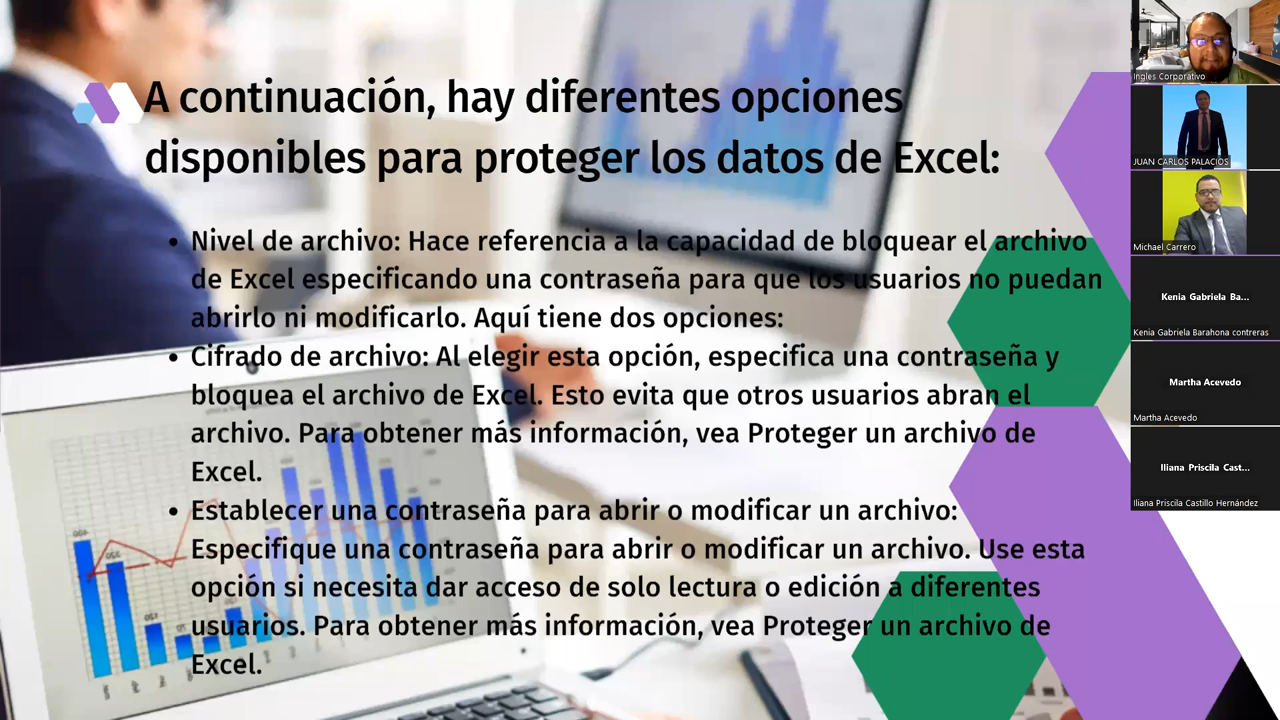 A continuación, hay diferentes opciones
disponibles para proteger los datos de Excel:
• Nivel de archivo: Hace referencia a la capacidad de bloquear el archivo
de Excel especificando una contraseña para que los usuarios no puedan
abrirlo ni modificarlo. Aquí tiene dos opciones:
• Cifrado de archivo: Al elegir esta opción, especifica una contraseña y
bloquea el archivo de Excel. Esto evita que otros usuarios abran el
archivo. Para obtener más información, vea Proteger un archivo de
Excel.
• Establecer una contraseña para abrir o modificar un archivo:
Especifique una contraseña para abrir o modificar un archivo. Use esta
opción si necesita dar acceso de solo lectura o edición a diferentes
usuarios. Para obtener más información, vea Proteger un archivo de
Excel.
Ingles Corporativo
JUAN CARLOS PALACIOS
Michael Carrero
Kenia Gabriela Ba...
Kenia Gabriela Barahona contreras
Martha Acevedo
Martha Acevedo
Iliana Priscila Cast...
Iliana Priscila Castillo Hernández